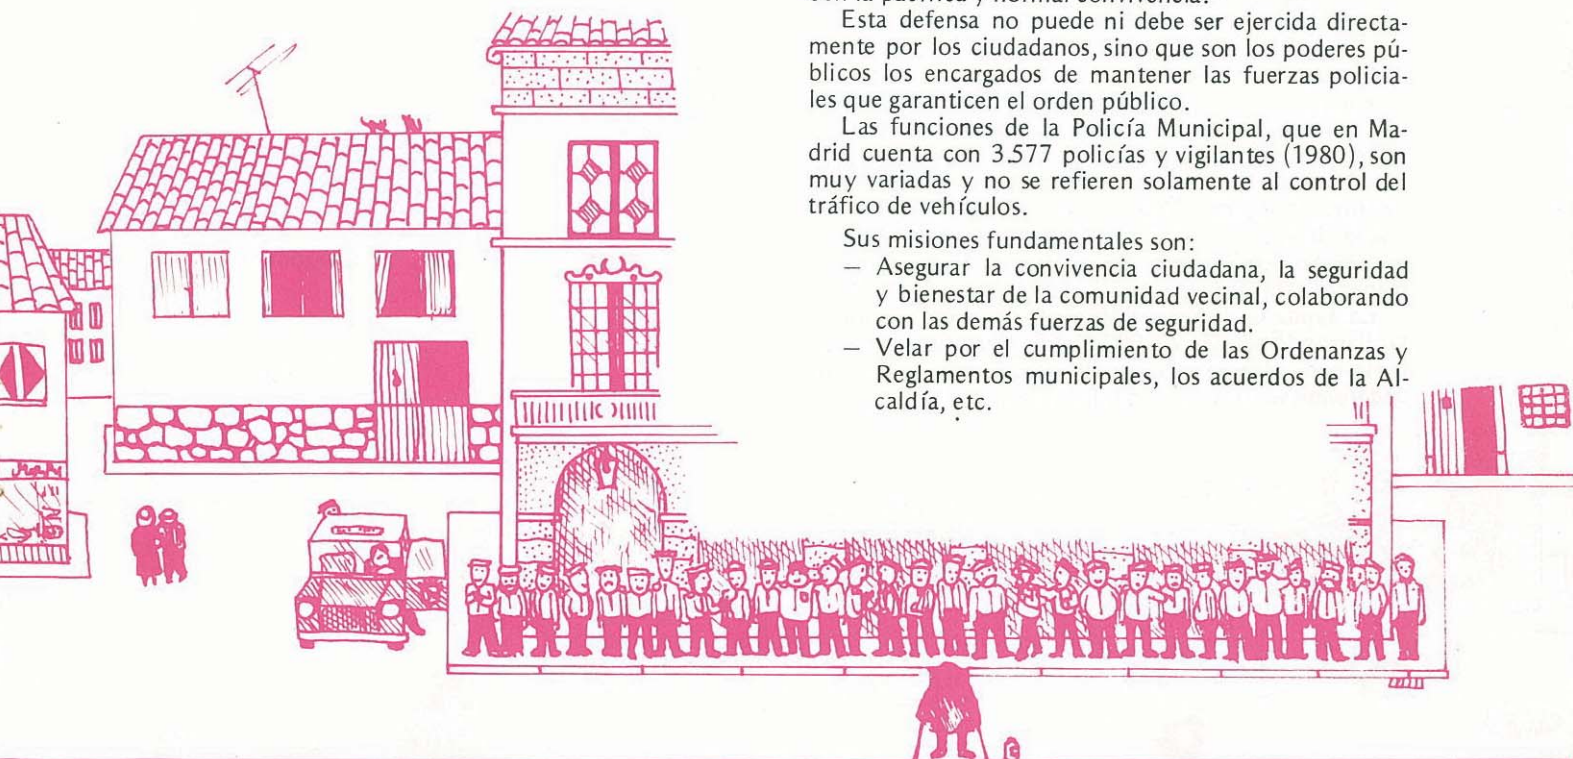 con la pacífica y normal convivencia.
Esta defensa no puede ni debe ser ejercida directa-
mente por los ciudadanos, sino que son los poderes pú-
blicos los encargados de mantener las fuerzas policia-
les que garanticen el orden público.
Las funciones de la Policía Municipal, que en Ma-
drid cuenta con 3.577 policías y vigilantes (1980), son
muy variadas y no se refieren solamente al control del
tráfico de vehículos.
Sus misiones fundamentales son:
— Asegurar la convivencia ciudadana, la seguridad
y bienestar de la comunidad vecinal, colaborando
con las demás fuerzas de seguridad.
— Velar por el cumplimiento de las Ordenanzas y
Reglamentos municipales, los acuerdos de la Al-
caldía, etc.